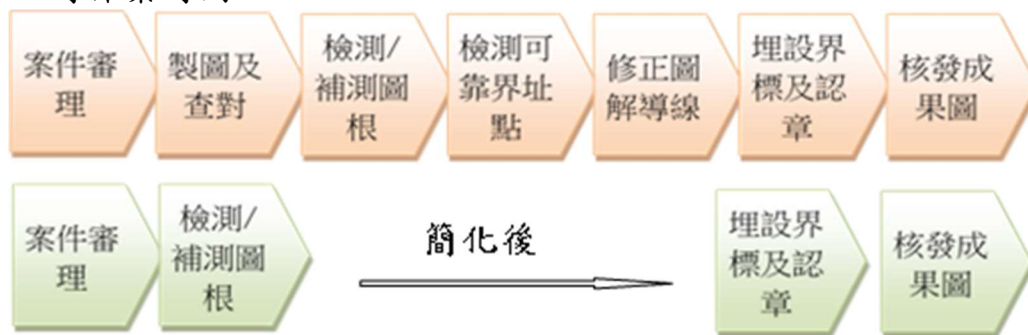 案件審
理
製圖及
查對
檢測/
補測圖
根
檢測可
靠界址
點
修正圖
解導線
埋設界
標及認
章
核發成
果圖
案件審
理
檢測/
補測圖
根
簡化後
埋設界
標及認
章
核發成
果圖